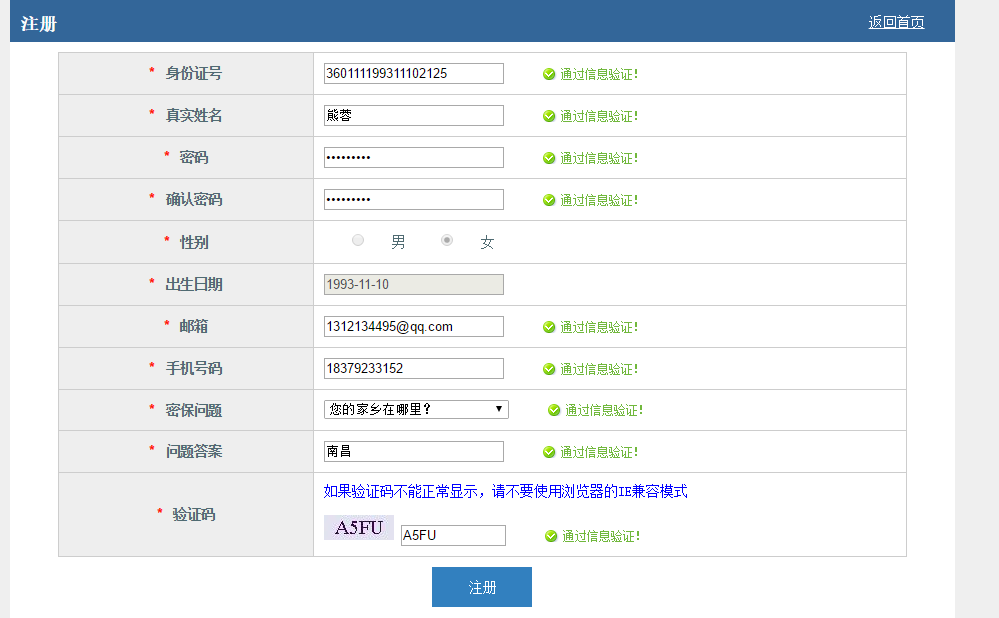 注册 返回首页
* 身份证号 360111199311102125 通过信息验证!
* 真实姓名 熊蓉 通过信息验证!
* 密码 ••••••••• 通过信息验证!
* 确认密码 ••••••••• 通过信息验证!
* 性别 男 女
* 出生日期 1993-11-10
* 邮箱 1312134495@qq.com 通过信息验证!
* 手机号码 18379233152 通过信息验证!
* 密保问题 您的家乡在哪里? 通过信息验证!
* 问题答案 南昌 通过信息验证!
如果验证码不能正常显示，请不要使用浏览器的IE兼容模式
* 验证码 A5FU A5FU 通过信息验证!
注册